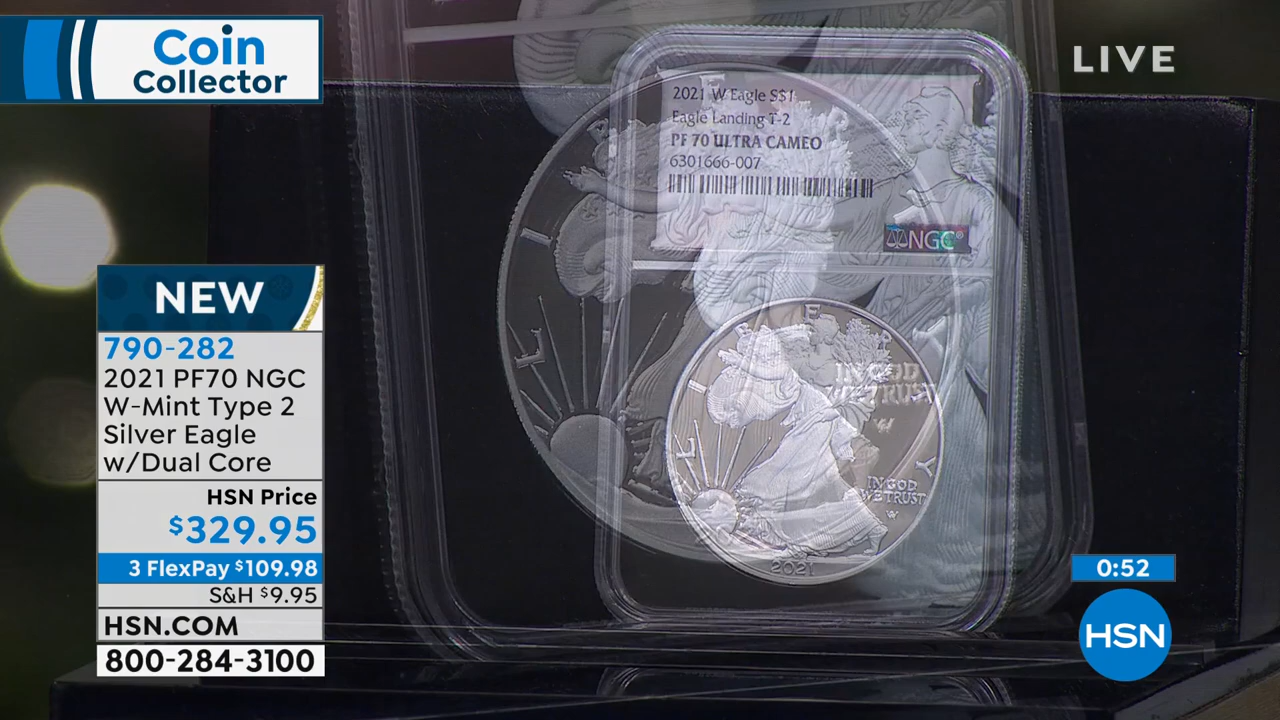 Coin
Collector
LIVE
2021 W Eagle S$1
Eagle Landing T-2
PF 70 ULTRA CAMEO
6301666-007
NGC®
NEW
790-282
2021 PF70 NGC
W-Mint Type 2
Silver Eagle
w/Dual Core
HSN Price
$329.95
3 FlexPay $109.98
S&H $9.95
HSN.COM
800-284-3100
L I
L I E Y
IN GOD
WE TRUST
W
IN GOD
WE TRUST
W
2021
0:52
HSN